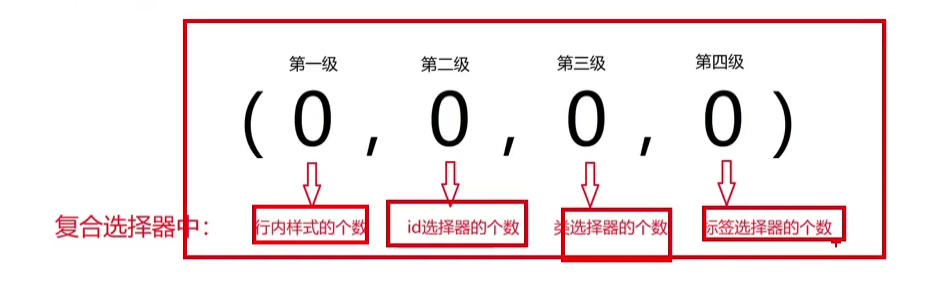 第一级 第二级 第三级 第四级
( 0 , 0 , 0 , 0 )
复合选择器中： 行内样式的个数 id选择器的个数 类选择器的个数 标签选择器的个数